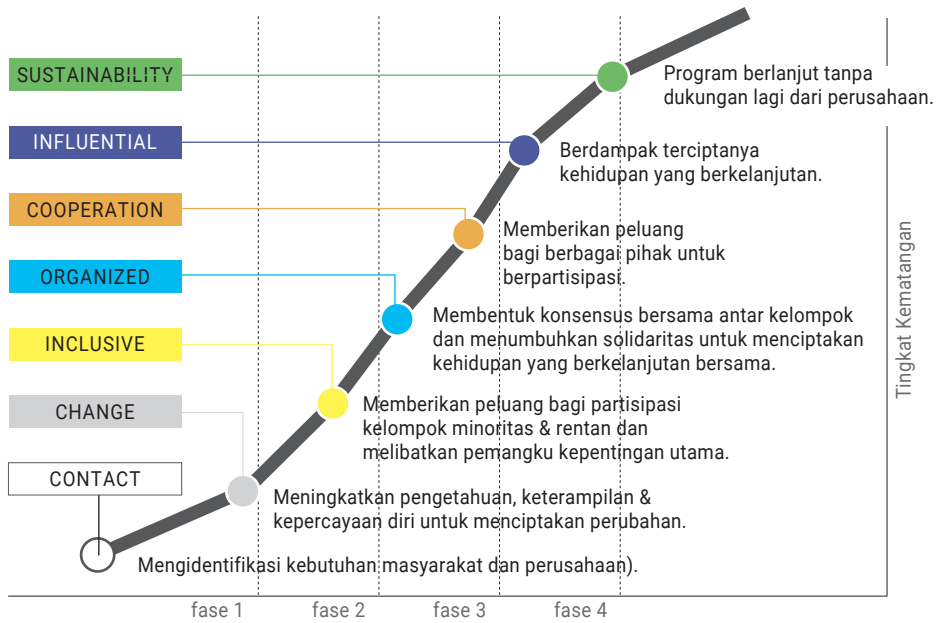 SUSTAINABILITY
Program berlanjut tanpa
dukungan lagi dari perusahaan.
INFLUENTIAL
Berdampak terciptanya
kehidupan yang berkelanjutan.
COOPERATION
Memberikan peluang
bagi berbagai pihak untuk
berpartisipasi.
ORGANIZED
Membentuk konsensus bersama antar kelompok
dan menumbuhkan solidaritas untuk menciptakan
kehidupan yang berkelanjutan bersama.
INCLUSIVE
Memberikan peluang bagi partisipasi
kelompok minoritas & rentan dan
melibatkan pemangku kepentingan utama.
CHANGE
Meningkatkan pengetahuan, keterampilan &
kepercayaan diri untuk menciptakan perubahan.
CONTACT
Mengidentifikasi kebutuhan masyarakat dan perusahaan).
Tingkat Kematangan
fase 1
fase 2
fase 3
fase 4